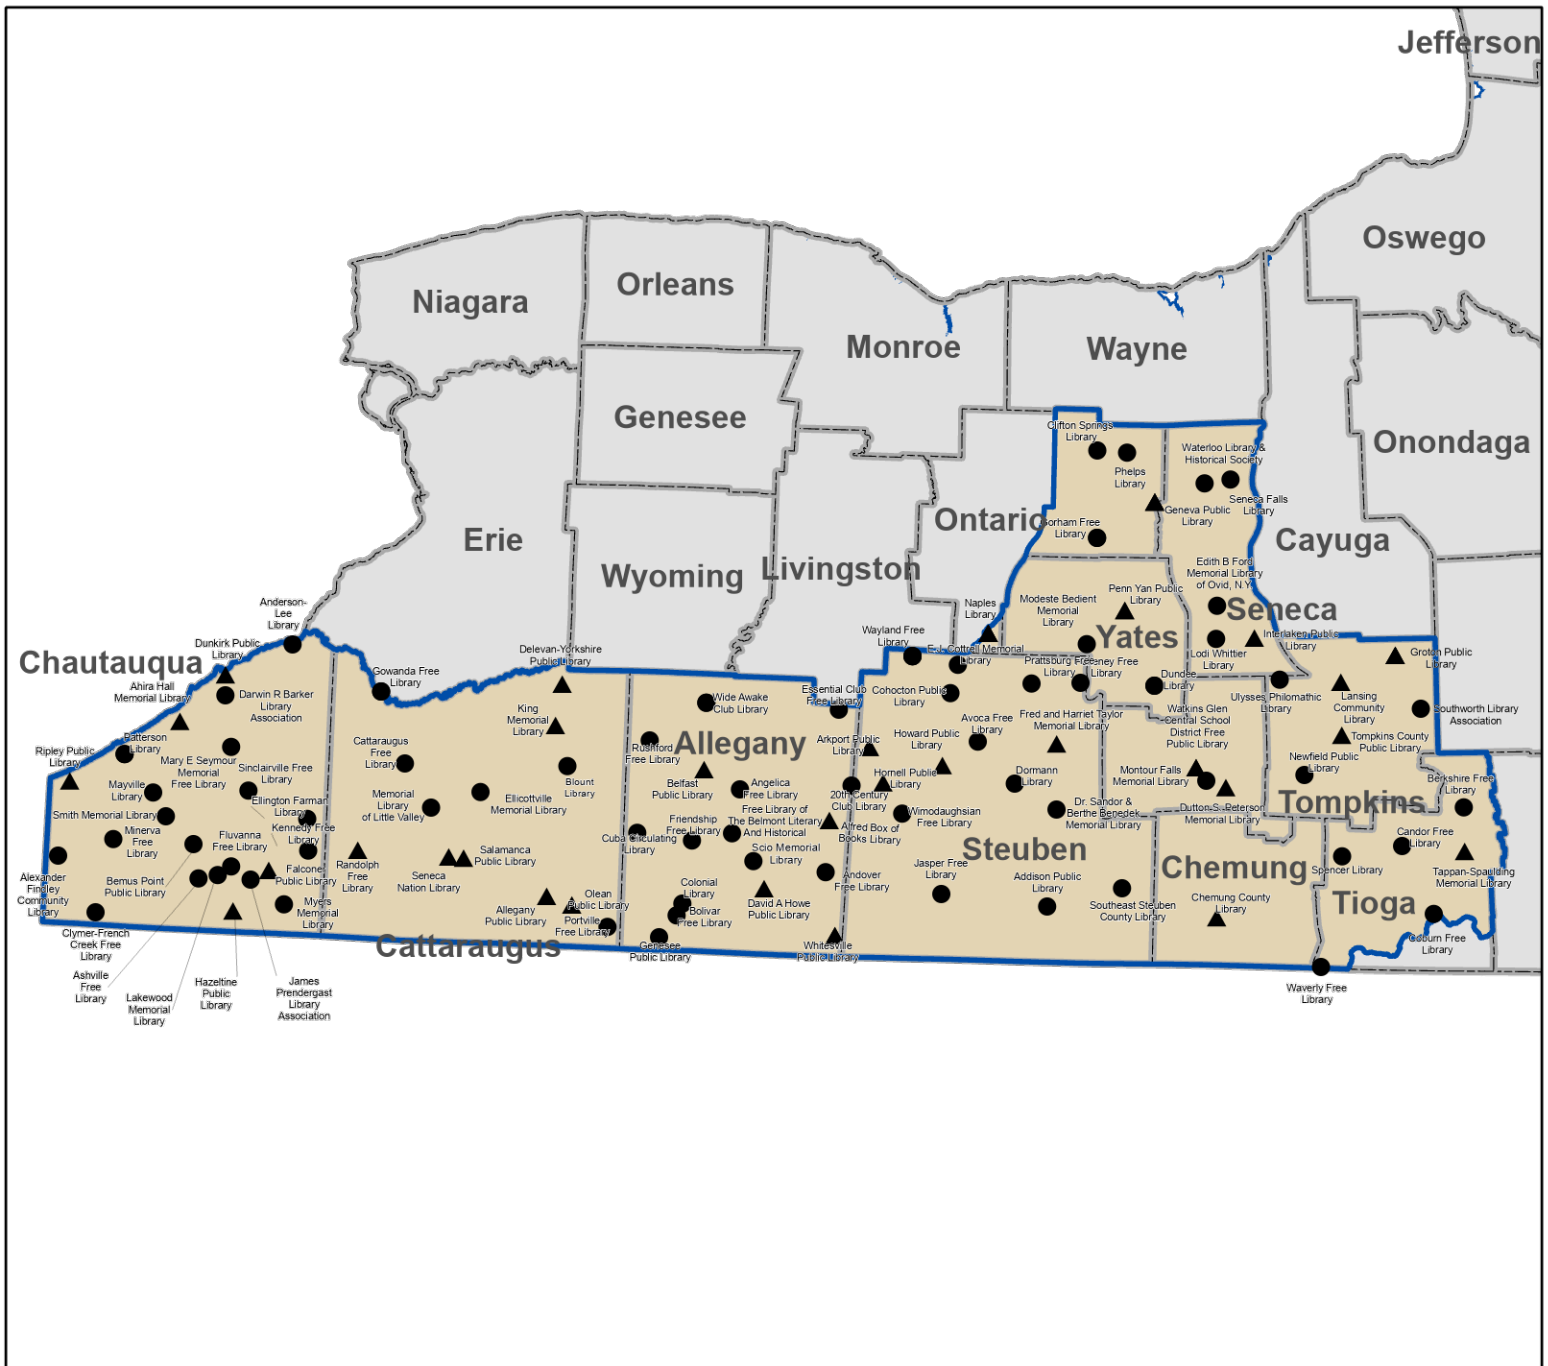 Jefferson
Oswego
Niagara
Orleans
Monroe
Wayne
Genesee
Onondaga
Ontario
Erie
Wyoming
Livingston
Cayuga
Seneca
Yates
Chautauqua
Allegany
Cattaraugus
Steuben
Chemung
Tompkins
Tioga
Clifton Springs
Library
Phelps
Library
Waterloo Library &
Historical Society
Seneca Falls
Library
Geneva Public
Library
Gorham Free
Library
Edith B Ford
Memorial Library
of Ovid, N.Y.
Penn Yan Public
Library
Modeste Bedient
Memorial
Library
Naples
Library
Interlaken Public
Library
Lodi Whittier
Library
Groton Public
Library
Anderson-
Lee
Library
Dunkirk Public
Library
Ahira Hall
Memorial Library
Darwin R Barker
Library
Association
Gowanda Free
Library
Delevan-Yorkshire
Public Library
King
Memorial
Library
Wide Awake
Club Library
Essential Club
Free Library
Wayland Free
Library
E.J. Cottrell Memorial
Library
Cohocton Public
Library
Prattsburg Free
Library
Dundee
Library
Ulysses Philomathic
Library
Lansing
Community
Library
Southworth Library
Association
Tompkins County
Public Library
Newfield Public
Library
Berkshire Free
Library
Watkins Glen
Central School
District Free
Public Library
Fred and Harriet Taylor
Memorial Library
Avoca Free
Library
Howard Public
Library
Arkport Public
Library
Hornell Public
Library
Dormann
Library
Montour Falls
Memorial Library
Dutton S. Peterson
Memorial Library
Dr. Sandor &
Berthe Benedek
Memorial Library
Wimodaughsian
Free Library
20th Century
Club Library
Alfred Box of
Books Library
Ripley Public
Library
Patterson
Library
Mary E Seymour
Memorial
Free Library
Sinclairville Free
Library
Mayville
Library
Smith Memorial Library
Ellington Farman
Library
Kennedy Free
Library
Minerva
Free
Library
Fluvanna
Free Library
Bemus Point
Public Library
Falconer
Public Library
Alexander
Findley
Community
Library
Myers
Memorial
Library
Clymer-French
Creek Free
Library
Ashville
Free
Library
Lakewood
Memorial
Library
Hazeltine
Public
Library
James
Prendergast
Library
Association
Cattaraugus
Free
Library
Memorial
Library
of Little Valley
Ellicottville
Memorial Library
Blount
Library
Randolph
Free
Library
Seneca
Nation Library
Salamanca
Public Library
Allegany
Public Library
Olean
Public Library
Portville
Free Library
Rushford
Free Library
Belfast
Public Library
Angelica
Free Library
Free Library of
The Belmont Literary
And Historical
Friendship
Free Library
Cuba Circulating
Library
Scio Memorial
Library
Colonial
Library
Bolivar
Free Library
Genesee
Public Library
David A Howe
Public Library
Andover
Free Library
Whitesville
Public Library
Jasper Free
Library
Addison Public
Library
Southeast Steuben
County Library
Chemung County
Library
Spencer Library
Candor Free
Library
Tappan-Spaulding
Memorial Library
Coburn Free
Library
Waverly Free
Library